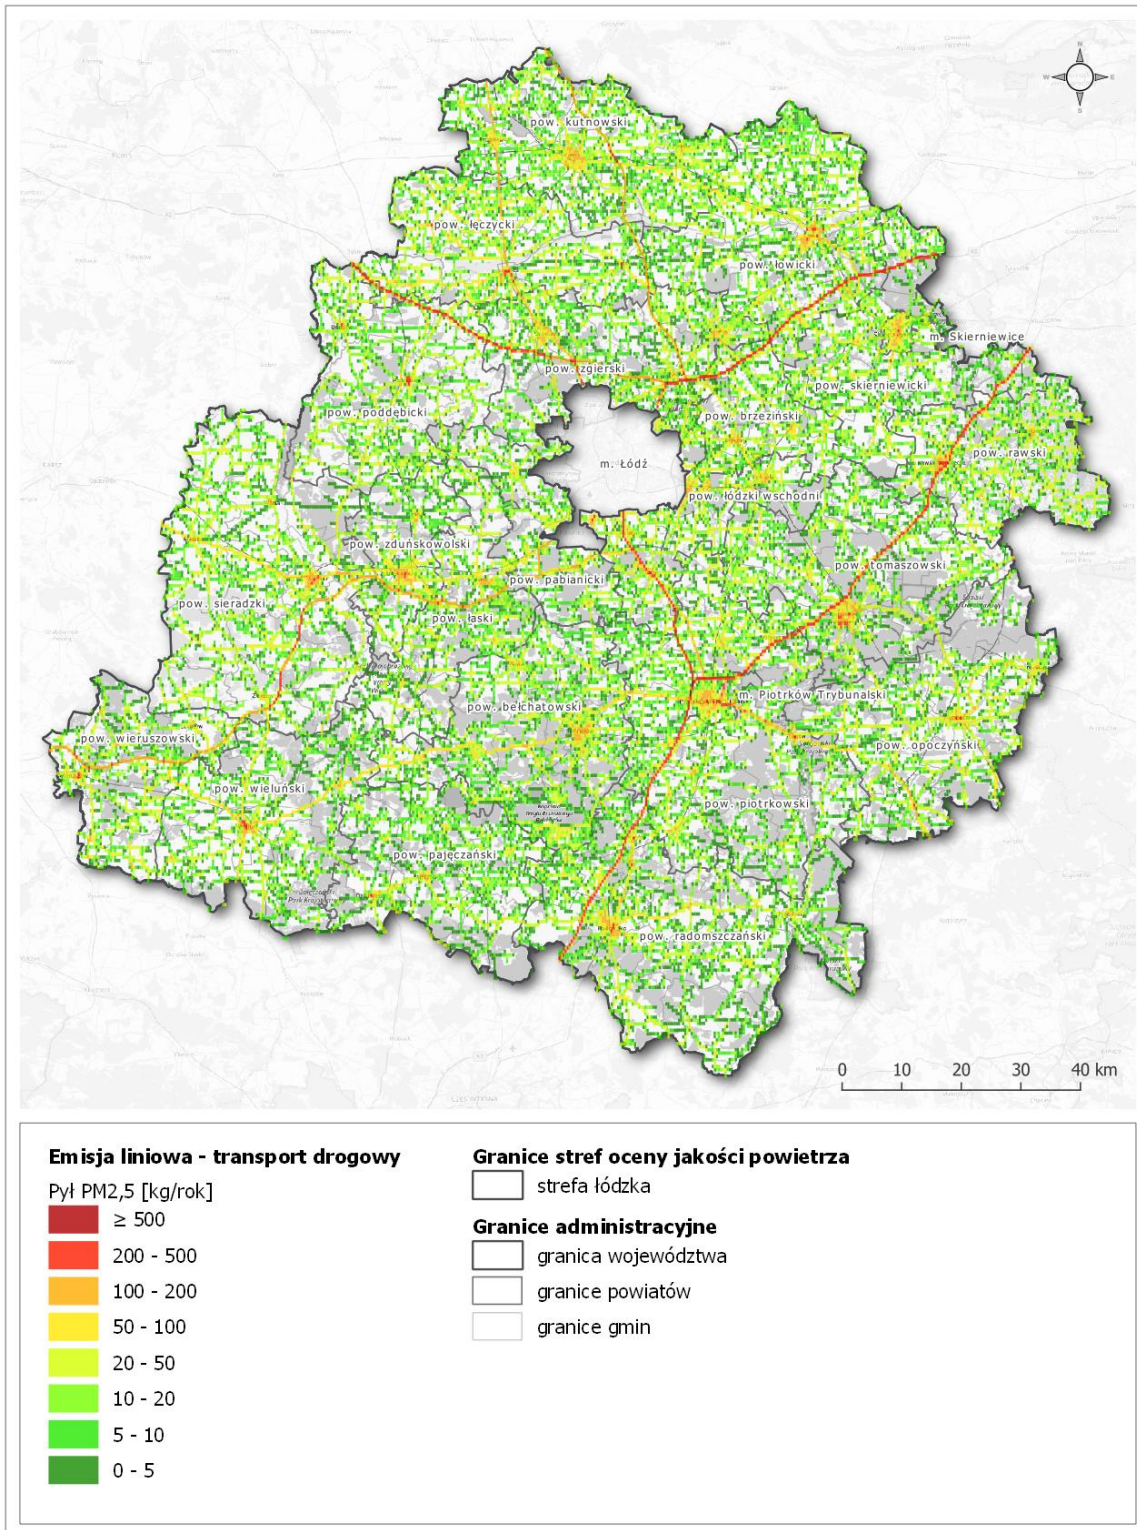 N
W E
S
pow. kutnowski
pow. łęczycki
pow. łowicki
m. Skierniewice
pow. zgierski
pow. skierniewicki
pow. poddębicki
pow. brzeziński
pow. rawski
m. Łódź
pow. łódzki wschodni
pow. zduńskowolski
pow. tomaszowski
pow. pabianicki
pow. sieradzki
pow. łaski
m. Piotrków Trybunalski
pow. bełchatowski
pow. wieruszowski
pow. opoczyński
pow. wieluński
pow. piotrkowski
pow. pajęczański
pow. radomszczański
0 10 20 30 40 km
Emisja liniowa - transport drogowy
Pył PM2,5 [kg/rok]
≥ 500
200 - 500
100 - 200
50 - 100
20 - 50
10 - 20
5 - 10
0 - 5
Granice stref oceny jakości powietrza
strefa łódzka
Granice administracyjne
granica województwa
granice powiatów
granice gmin